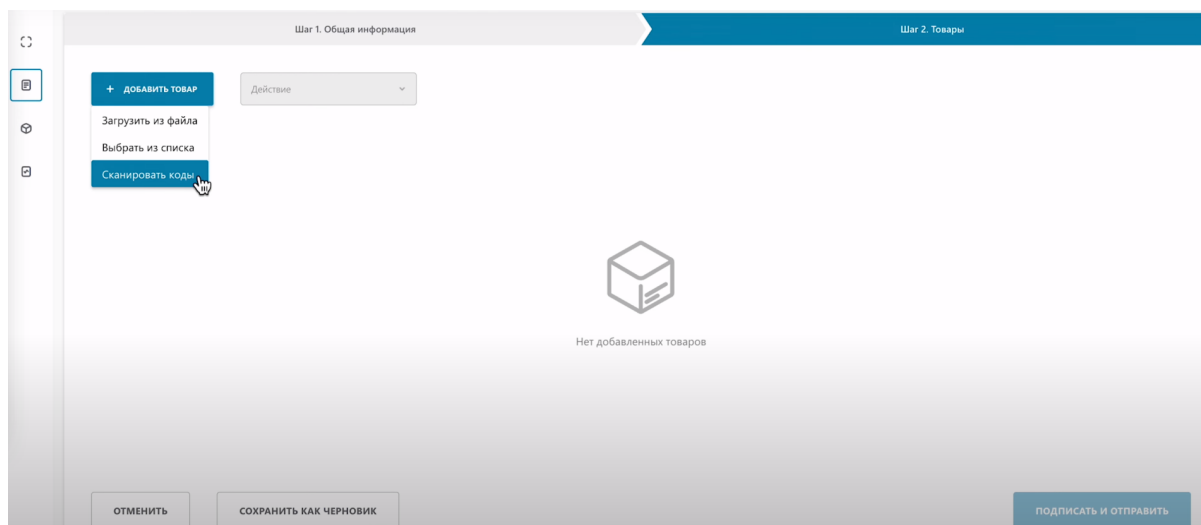 Шаг 1. Общая информация
Шаг 2. Товары
+ ДОБАВИТЬ ТОВАР
Действие
Загрузить из файла
Выбрать из списка
Сканировать коды
Нет добавленных товаров
ОТМЕНИТЬ
СОХРАНИТЬ КАК ЧЕРНОВИК
ПОДПИСАТЬ И ОТПРАВИТЬ